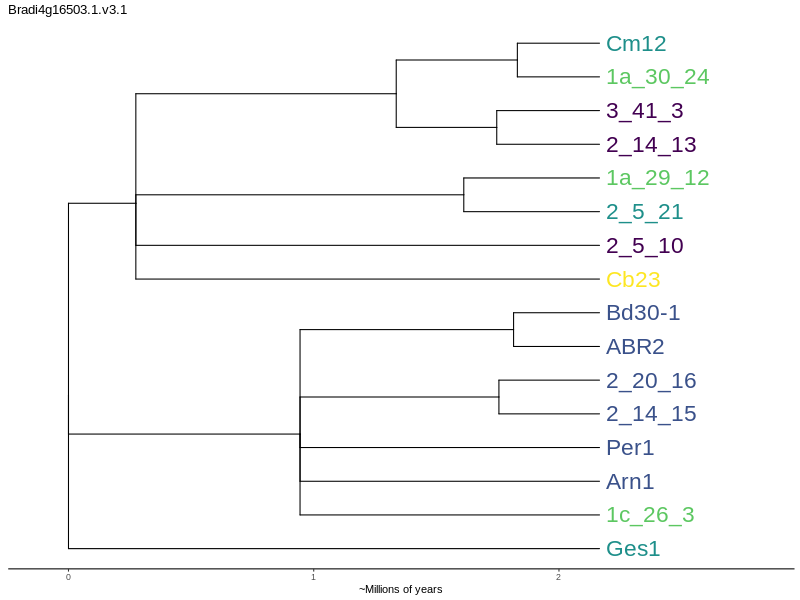 Bradi4g16503.1.v3.1
Cm12
1a_30_24
3_41_3
2_14_13
1a_29_12
2_5_21
2_5_10
Cb23
Bd30-1
ABR2
2_20_16
2_14_15
Per1
Arn1
1c_26_3
Ges1
0 1 2
~Millions of years